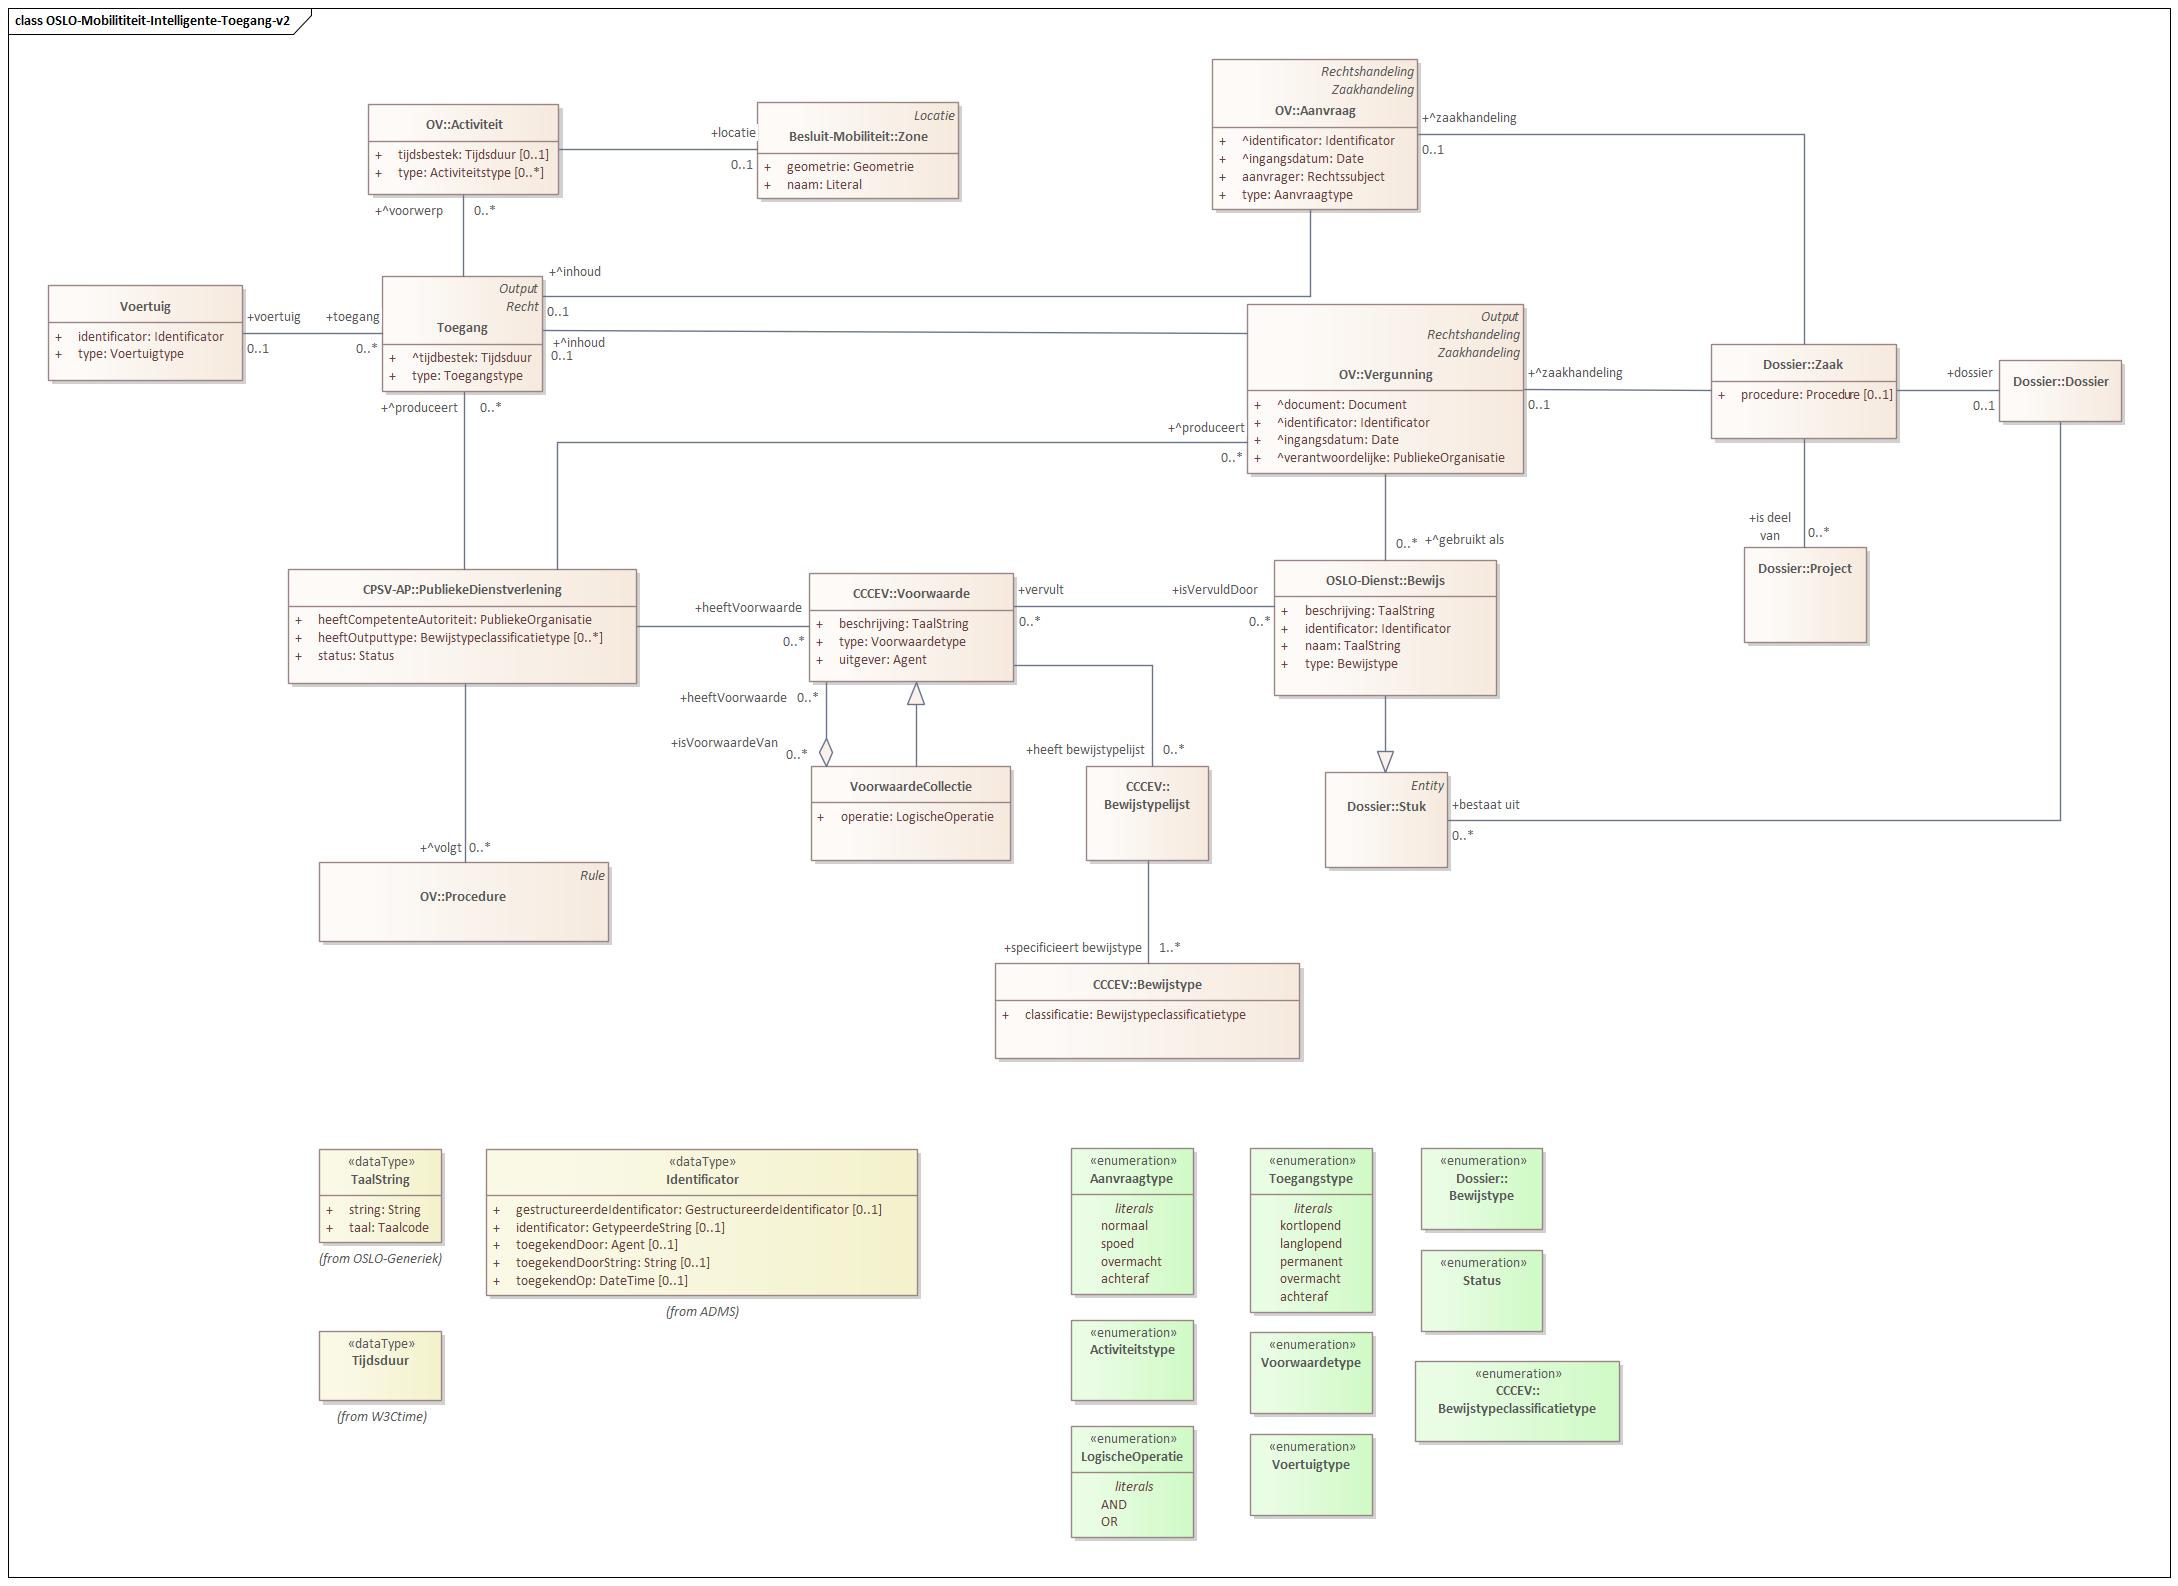 class OSLO-Mobilititeit-Intelligente-Toegang-v2
OV::Activiteit
+ tijdsbestek: Tijdsduur [0..1]
+ type: Activiteitstype [0..*]
+locatie
0..1
Locatie
Besluit-Mobiliteit::Zone
+ geometrie: Geometrie
+ naam: Literal
Rechtshandeling
Zaakhandeling
OV::Aanvraag
+ ^identificator: Identificator
+ ^ingangsdatum: Date
+ aanvrager: Rechtssubject
+ type: Aanvraagtype
+^zaakhandeling
0..1
+^voorwerp 0..*
Voertuig
+ identificator: Identificator
+ type: Voertuigtype
+voertuig
0..1
+toegang
0..*
Output
Recht
Toegang
+ ^tijdbestek: Tijdsduur
+ type: Toegangstype
+^inhoud
0..1
+^inhoud
0..1
Output
Rechtshandeling
Zaakhandeling
OV::Vergunning
+ ^document: Document
+ ^identificator: Identificator
+ ^ingangsdatum: Date
+ ^verantwoordelijke: PubliekeOrganisatie
+^zaakhandeling
0..1
Dossier::Zaak
+ procedure: Procedure [0..1]
+dossier
0..1
Dossier::Dossier
+^produceert 0..*
+^produceert
0..*
+is deel
van
0..*
Dossier::Project
0..* +^gebruikt als
CPSV-AP::PubliekeDienstverlening
+ heeftCompetenteAutoriteit: PubliekeOrganisatie
+ heeftOutputtype: Bewijstypeclassificatietype [0..*]
+ status: Status
+heeftVoorwaarde
0..*
CCCEV::Voorwaarde
+ beschrijving: TaalString
+ type: Voorwaardetype
+ uitgever: Agent
+vervult
0..*
+isVervuldDoor
0..*
OSLO-Dienst::Bewijs
+ beschrijving: TaalString
+ identificator: Identificator
+ naam: TaalString
+ type: Bewijstype
+heeftVoorwaarde 0..*
+isVoorwaardeVan
0..*
VoorwaardeCollectie
+ operatie: LogischeOperatie
+heeft bewijstypelijst 0..*
CCCEV::
Bewijstypelijst
Entity
Dossier::Stuk
+bestaat uit
0..*
+^volgt 0..*
Rule
OV::Procedure
+specificieert bewijstype 1..*
CCCEV::Bewijstype
+ classificatie: Bewijstypeclassificatietype
«dataType»
TaalString
+ string: String
+ taal: Taalcode
(from OSLO-Generiek)
«dataType»
Identificator
+ gestructureerdeIdentificator: GestructureerdeIdentificator [0..1]
+ identificator: GetypeerdeString [0..1]
+ toegekendDoor: Agent [0..1]
+ toegekendDoorString: String [0..1]
+ toegekendOp: DateTime [0..1]
(from ADMS)
«dataType»
Tijdsduur
(from W3Ctime)
«enumeration»
Aanvraagtype
literals
normaal
spoed
overmacht
achteraf
«enumeration»
Toegangstype
literals
kortlopend
langlopend
permanent
overmacht
achteraf
«enumeration»
Dossier::
Bewijstype
«enumeration»
Status
«enumeration»
Activiteitstype
«enumeration»
Voorwaardetype
«enumeration»
CCCEV::
Bewijstypeclassificatietype
«enumeration»
LogischeOperatie
literals
AND
OR
«enumeration»
Voertuigtype